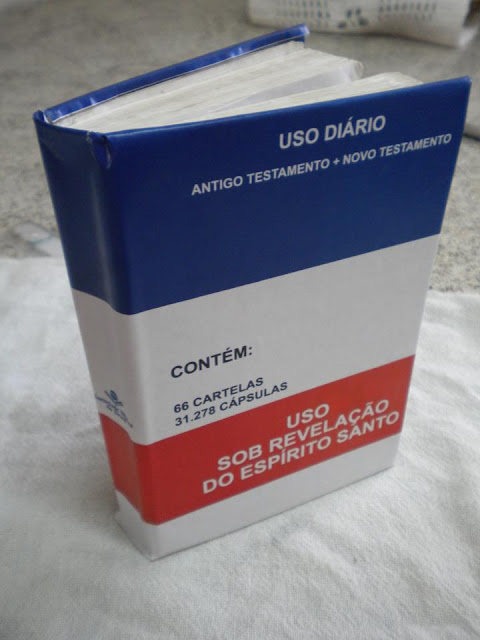 USO DIÁRIO
ANTIGO TESTAMENTO + NOVO TESTAMENTO
CONTÉM:
66 CARTELAS
31.278 CÁPSULAS
USO
SOB REVELAÇÃO
DO ESPÍRITO SANTO